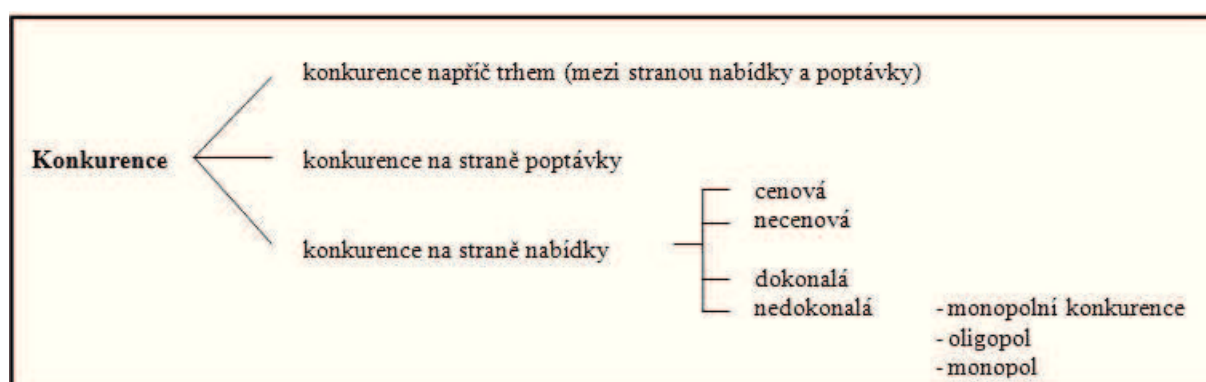 konkurence napříč trhem (mezi stranou nabídky a poptávky)
Konkurence
konkurence na straně poptávky
cenová
necenová
konkurence na straně nabídky
dokonalá
nedokonalá
- monopolní konkurence
- oligopol
- monopol